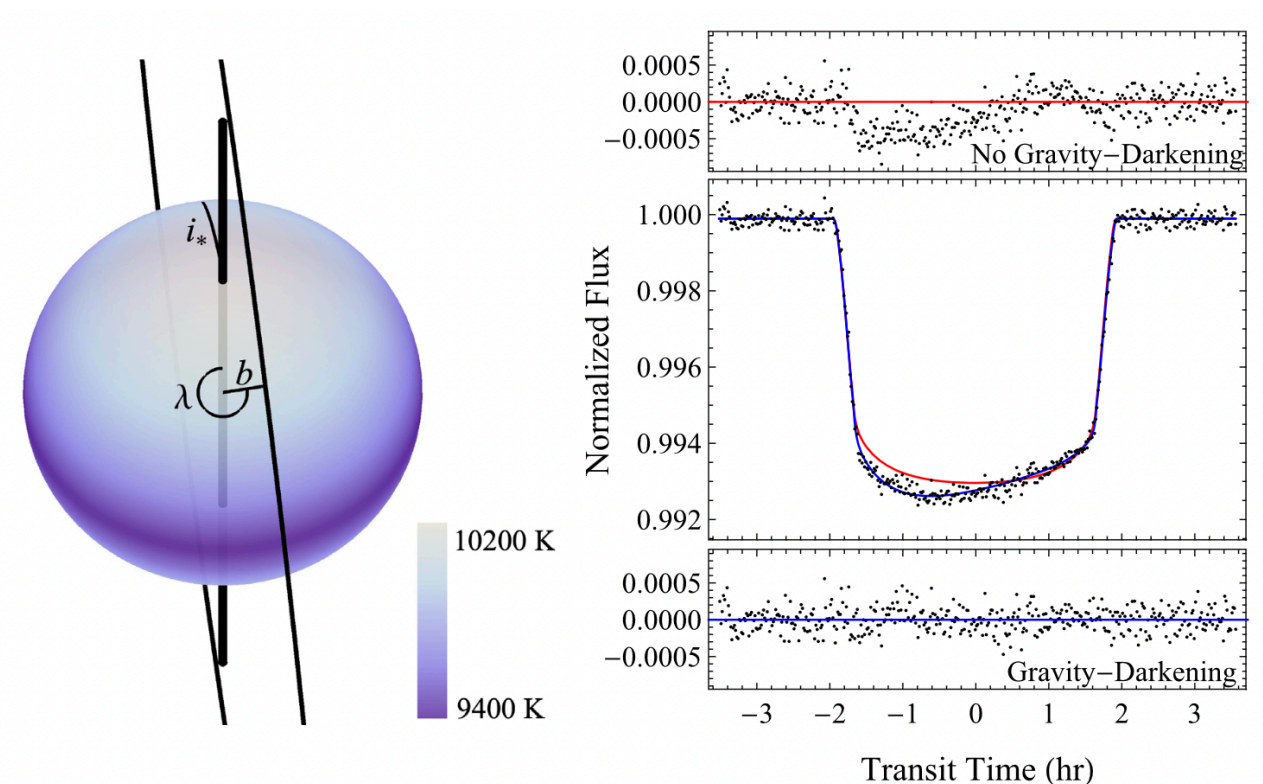 i*
b
λ
10200 K
9400 K
0.0005
0.0000
−0.0005
No Gravity−Darkening
1.000
0.998
0.996
0.994
0.992
Normalized Flux
0.0005
0.0000
−0.0005
Gravity−Darkening
−3 −2 −1 0 1 2 3
Transit Time (hr)